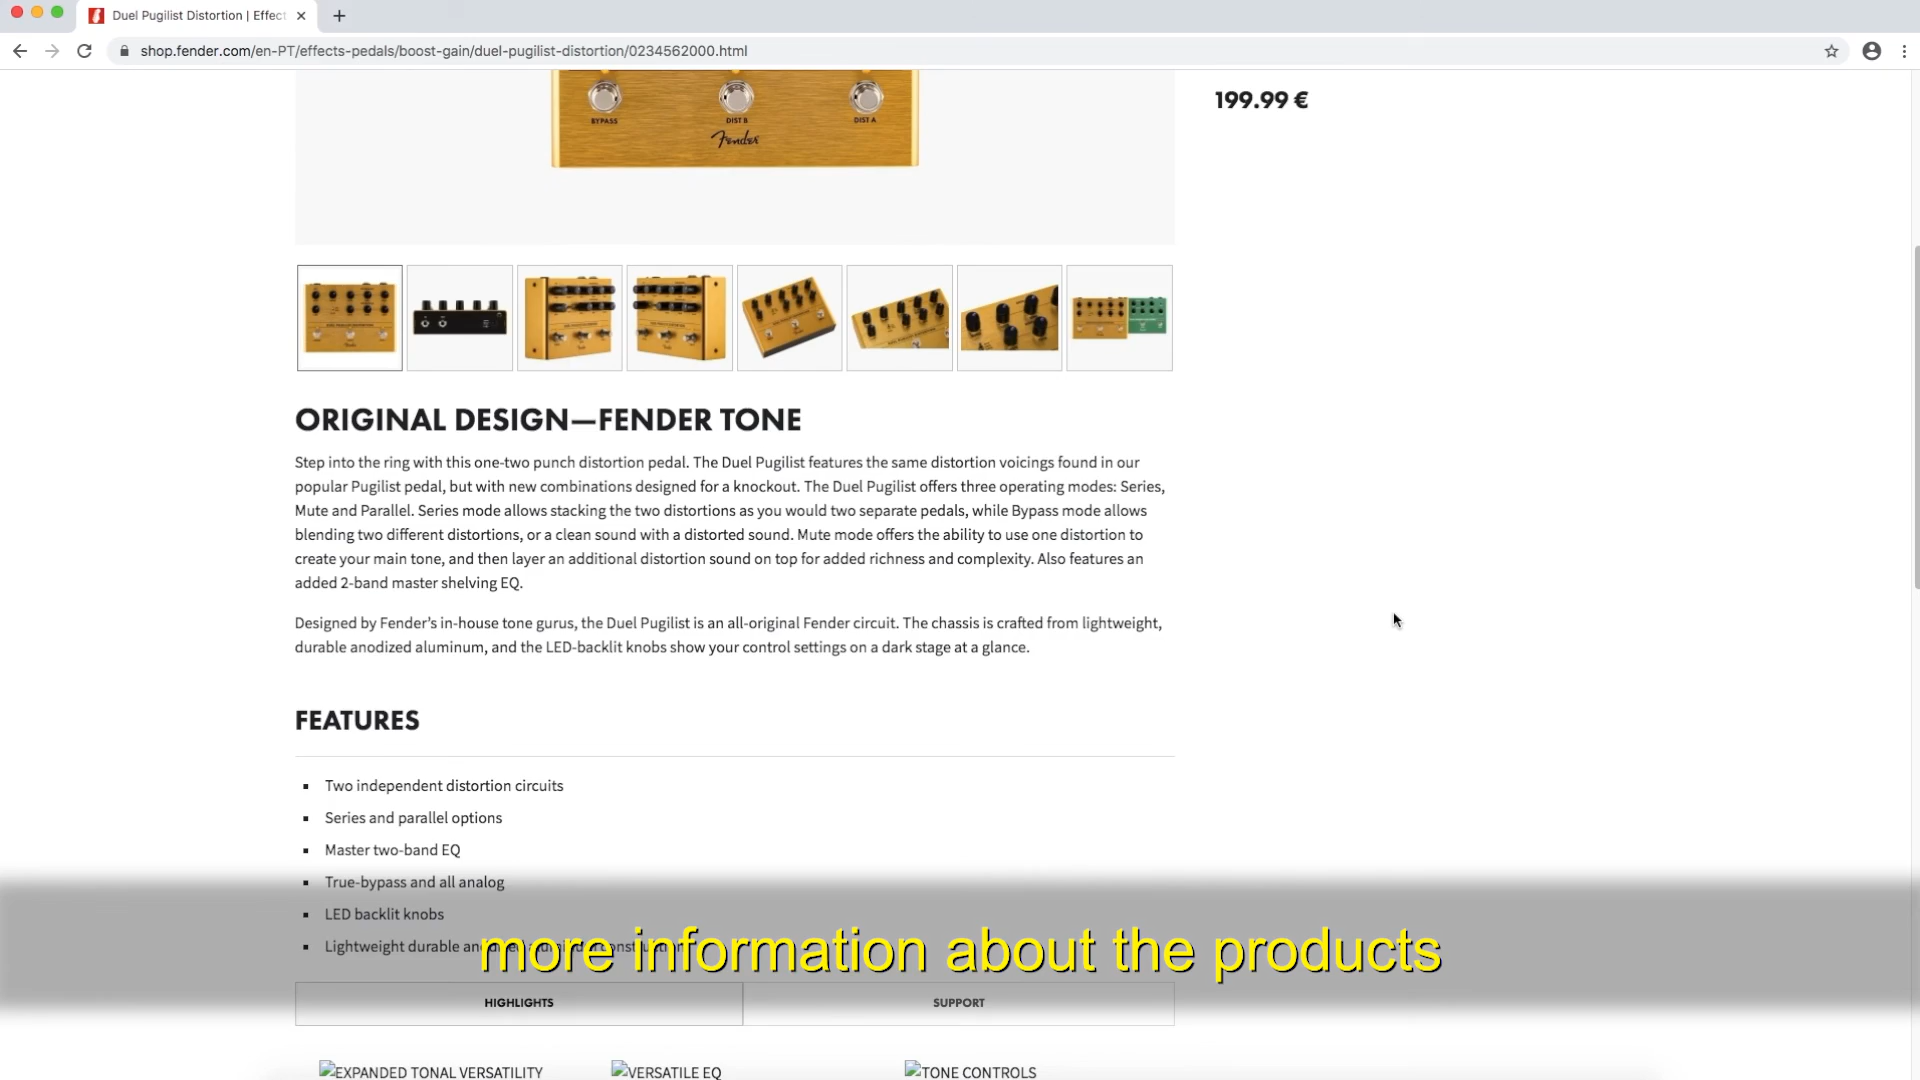 Duel Pugilist Distortion | Effect
shop.fender.com/en-PT/effects-pedals/boost-gain/duel-pugilist-distortion/0234562000.html
199.99 €
BYPASS
DIST B
DIST A
Fender
ORIGINAL DESIGN—FENDER TONE
Step into the ring with this one-two punch distortion pedal. The Duel Pugilist features the same distortion voicings found in our
popular Pugilist pedal, but with new combinations designed for a knockout. The Duel Pugilist offers three operating modes: Series,
Mute and Parallel. Series mode allows stacking the two distortions as you would two separate pedals, while Bypass mode allows
blending two different distortions, or a clean sound with a distorted sound. Mute mode offers the ability to use one distortion to
create your main tone, and then layer an additional distortion sound on top for added richness and complexity. Also features an
added 2-band master shelving EQ.
Designed by Fender’s in-house tone gurus, the Duel Pugilist is an all-original Fender circuit. The chassis is crafted from lightweight,
durable anodized aluminum, and the LED-backlit knobs show your control settings on a dark stage at a glance.
FEATURES
Two independent distortion circuits
Series and parallel options
Master two-band EQ
True-bypass and all analog
LED backlit knobs
Lightweight durable
more information about the products
HIGHLIGHTS
SUPPORT
EXPANDED TONAL VERSATILITY
VERSATILE EQ
TONE CONTROLS